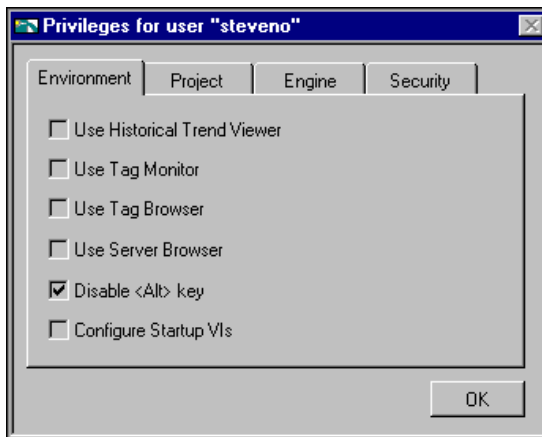 Privileges for user "steveno"
Environment Project Engine Security
Use Historical Trend Viewer
Use Tag Monitor
Use Tag Browser
Use Server Browser
Disable <Alt> key
Configure Startup VIs
OK